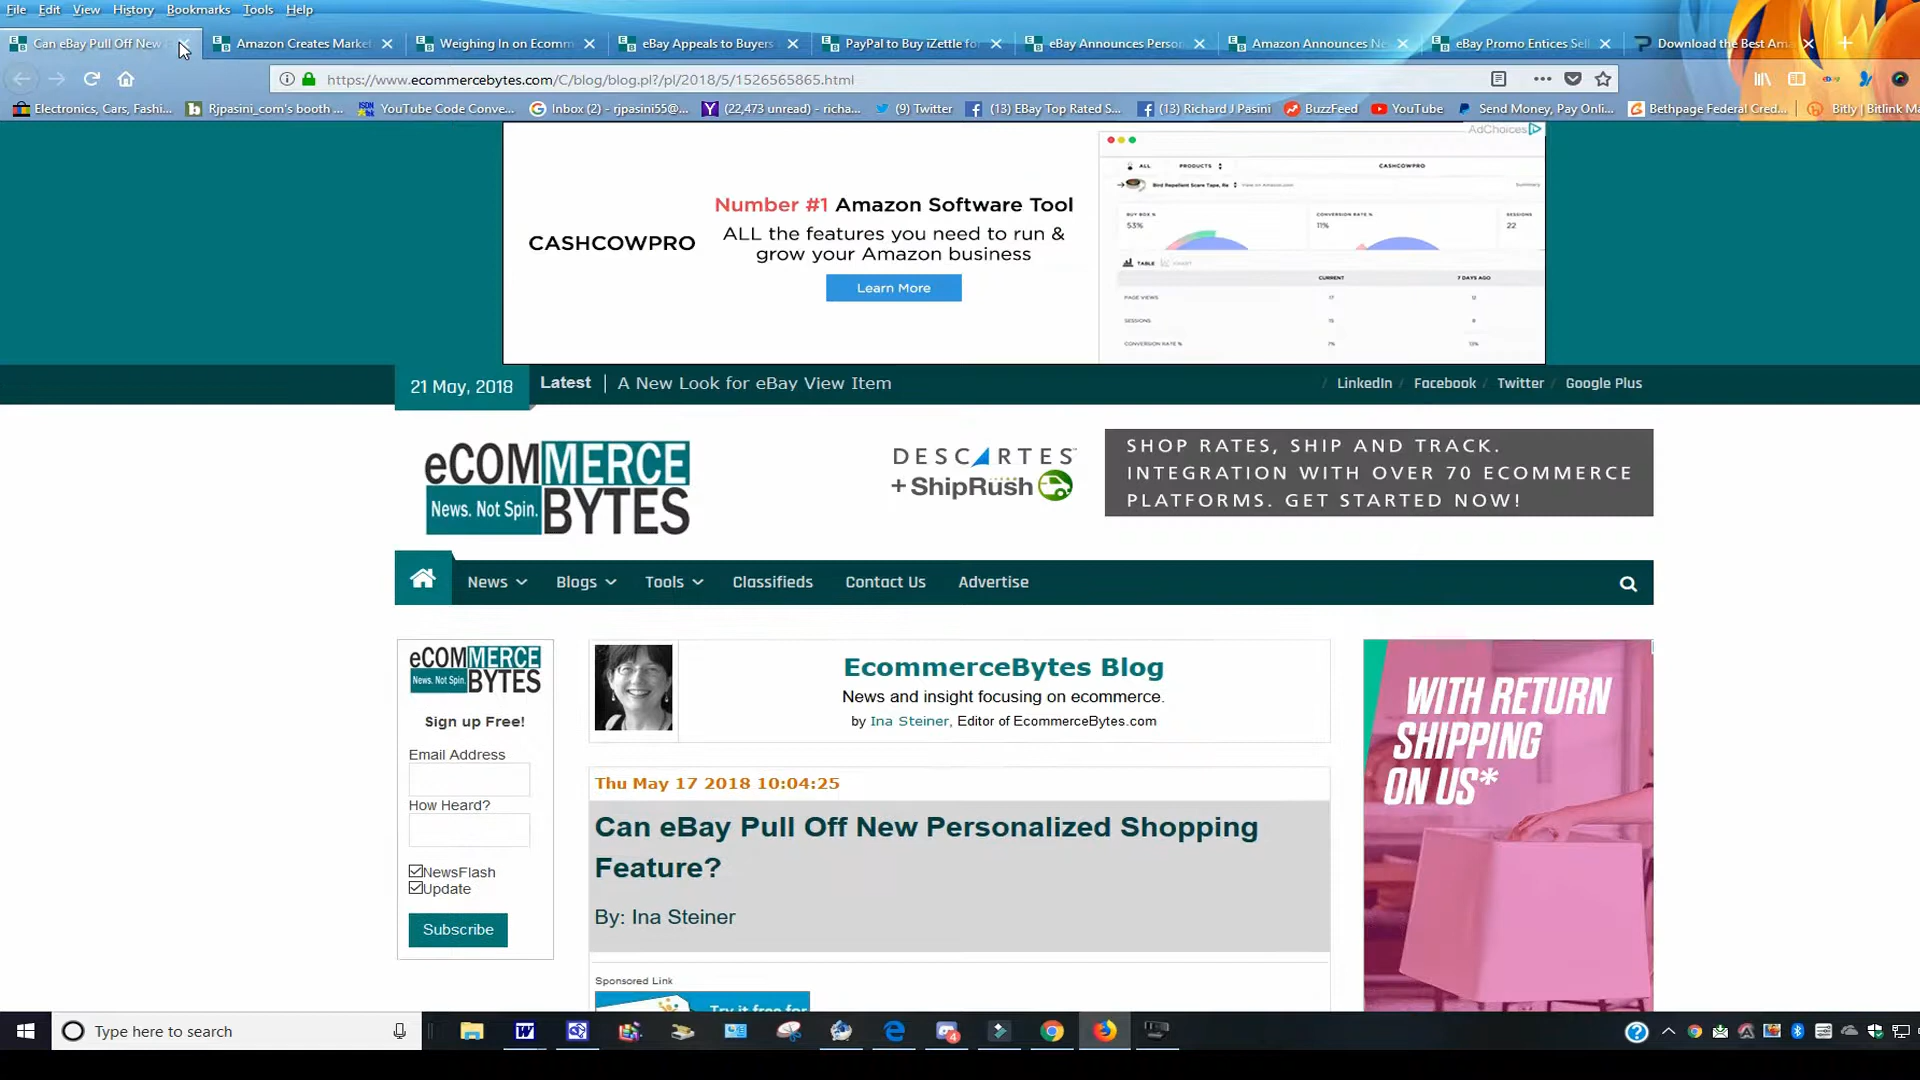 File Edit View History Bookmarks Tools Help
Can eBay Pull Off New
Amazon Creates Market
Weighing In on Ecomm
eBay Appeals to Buyers
PayPal to Buy iZettle for
eBay Announces Person
Amazon Announces Ne
eBay Promo Entices Sell
Download the Best Ama
https://www.ecommercebytes.com/C/blog/blog.pl?/pl/2018/5/1526565865.html
Electronics, Cars, Fashi...
Rjpasini_com's booth ...
YouTube Code Conve...
Inbox (2) - rjpasini55@...
(22,473 unread) - richa...
(9) Twitter
(13) EBay Top Rated S...
(13) Richard J Pasini
BuzzFeed
YouTube
Send Money, Pay Onli...
Bethpage Federal Cred...
Bitly | Bitlink Ma
AdChoices
CASHCOWPRO
Number #1 Amazon Software Tool
ALL the features you need to run &
grow your Amazon business
Learn More
ALL PRODUCTS CASHCOWPRO
Bird Repellent Scare Tape, Re
Summary
BUY BOX % CONVERSION RATE % SESSIONS
53% 11% 22
TABLE CHART
CURRENT 7 DAYS AGO
PAGE VIEWS 17 12
SESSIONS 15 8
CONVERSION RATE % 7% 13%
21 May, 2018
Latest | A New Look for eBay View Item
/ LinkedIn / Facebook / Twitter / Google Plus
eCOMMERCE
News. Not Spin. BYTES
DESCARTES™
+ ShipRush
SHOP RATES, SHIP AND TRACK.
INTEGRATION WITH OVER 70 ECOMMERCE
PLATFORMS. GET STARTED NOW!
News Blogs Tools Classifieds Contact Us Advertise
eCOMMERCE
News. Not Spin. BYTES
Sign up Free!
Email Address
How Heard?
NewsFlash
Update
Subscribe
EcommerceBytes Blog
News and insight focusing on ecommerce.
by Ina Steiner, Editor of EcommerceBytes.com
Thu May 17 2018 10:04:25
Can eBay Pull Off New Personalized Shopping
Feature?
By: Ina Steiner
Sponsored Link
Try it free for
WITH RETURN
SHIPPING
ON US*
Type here to search